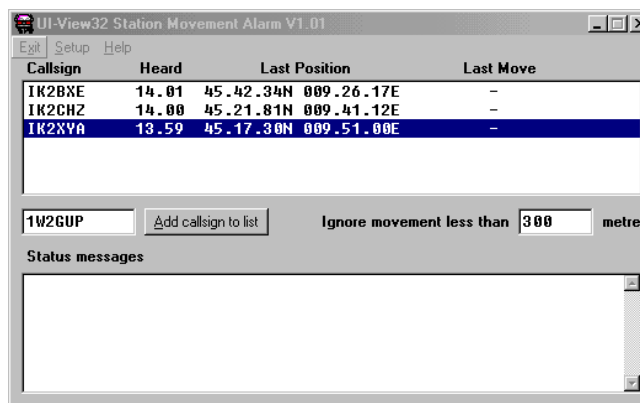 UI-View32 Station Movement Alarm V1.01
Exit Setup Help
Callsign Heard Last Position Last Move
IK2BXE 14.01 45.42.34N 009.26.17E -
IK2CHZ 14.00 45.21.81N 009.41.12E -
IK2XYA 13.59 45.17.30N 009.51.00E -
1W2GUP Add callsign to list Ignore movement less than 300 metre
Status messages